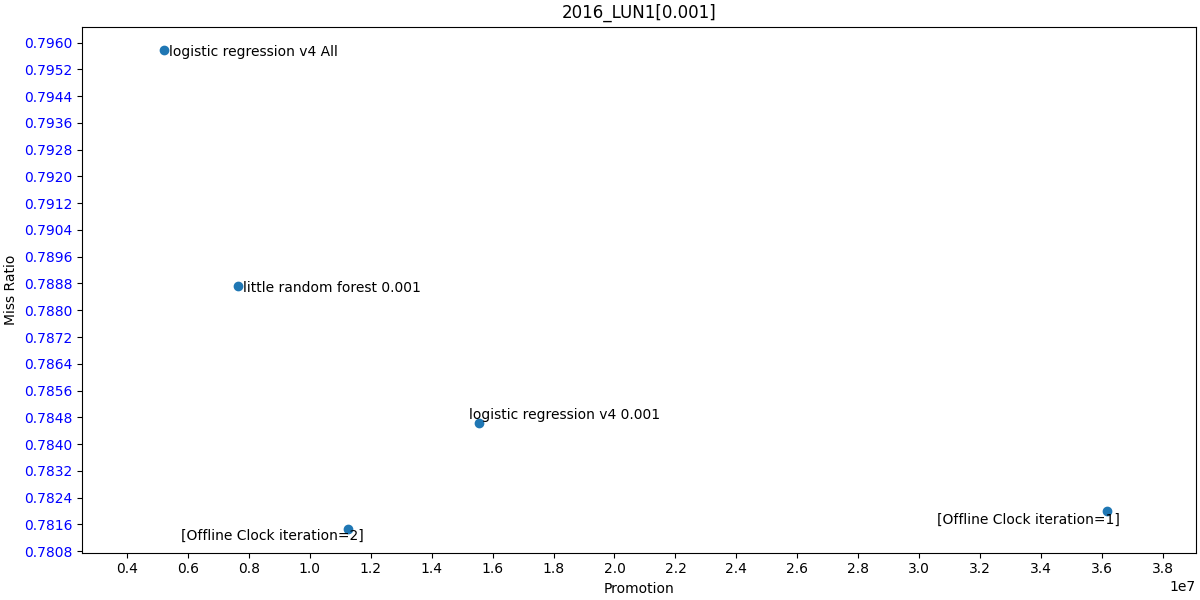 2016_LUN1[0.001]
Miss Ratio
0.7960
0.7952
0.7944
0.7936
0.7928
0.7920
0.7912
0.7904
0.7896
0.7888
0.7880
0.7872
0.7864
0.7856
0.7848
0.7840
0.7832
0.7824
0.7816
0.7808
logistic regression v4 All
little random forest 0.001
logistic regression v4 0.001
[Offline Clock iteration=1]
[Offline Clock iteration=2]
0.4 0.6 0.8 1.0 1.2 1.4 1.6 1.8 2.0 2.2 2.4 2.6 2.8 3.0 3.2 3.4 3.6 3.8
1e7
Promotion